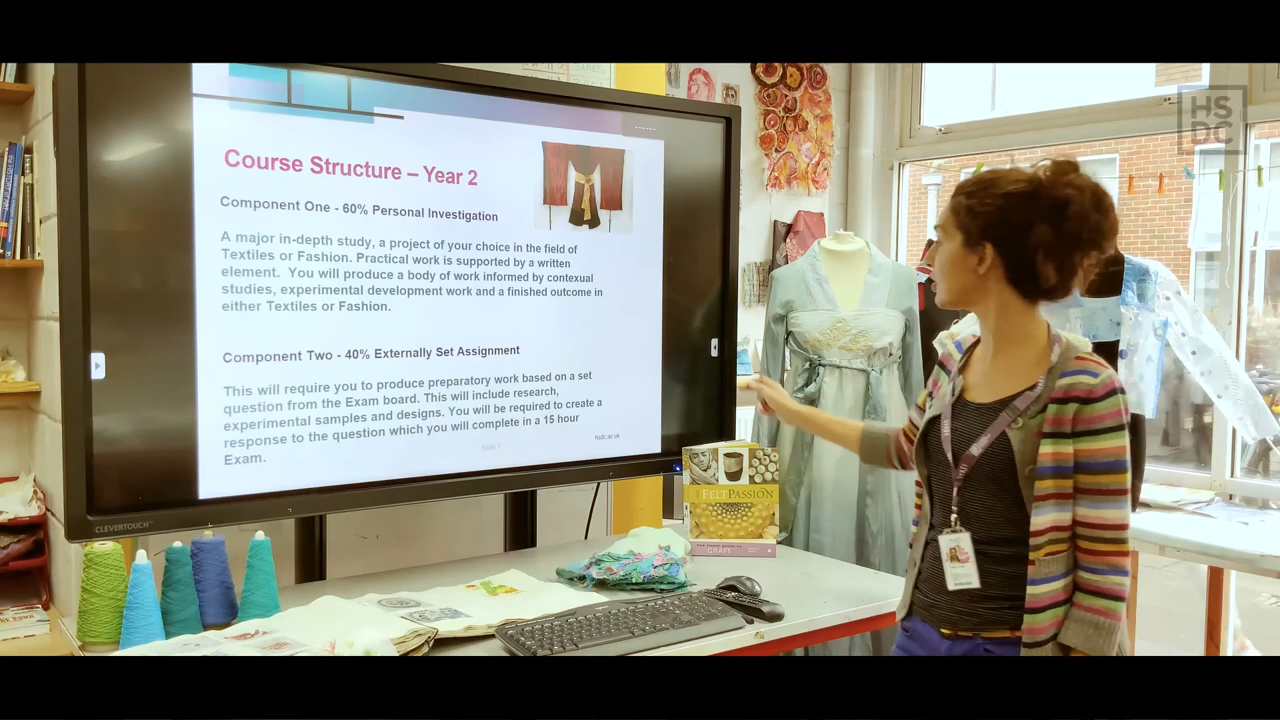 HS
DC
Course Structure – Year 2
Component One - 60% Personal Investigation
A major in-depth study, a project of your choice in the field of
Textiles or Fashion. Practical work is supported by a written
element.  You will produce a body of work informed by contexual
studies, experimental development work and a finished outcome in
either Textiles or Fashion.
Component Two - 40% Externally Set Assignment
This will require you to produce preparatory work based on a set
question from the Exam board. This will include research,
experimental samples and designs. You will be required to create a
response to the question which you will complete in a 15 hour
Exam.
Slide 7
hsdc.ac.uk
CLEVERTOUCH
FELTPASSION
CRAFT